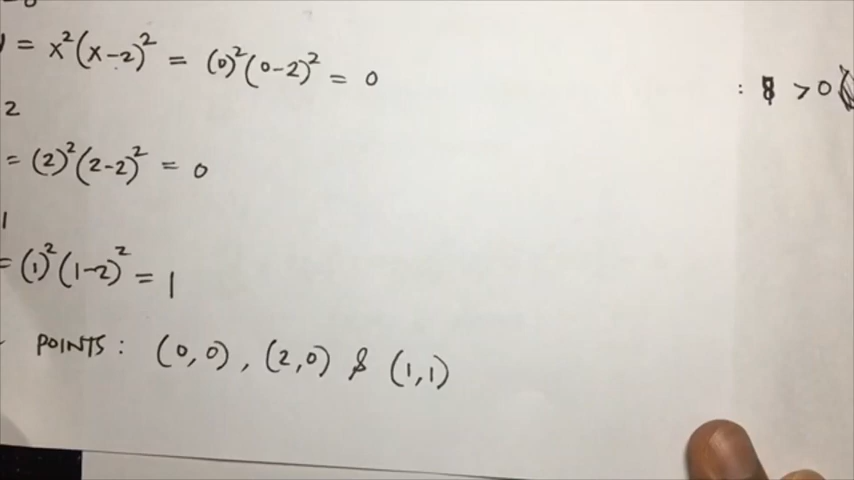 = x²(x-2)² = (0)²(0-2)² = 0
: 8 > 0
2
= (2)²(2-2)² = 0
1
= (1)²(1-2)² = 1
POINTS: (0,0), (2,0) & (1,1)